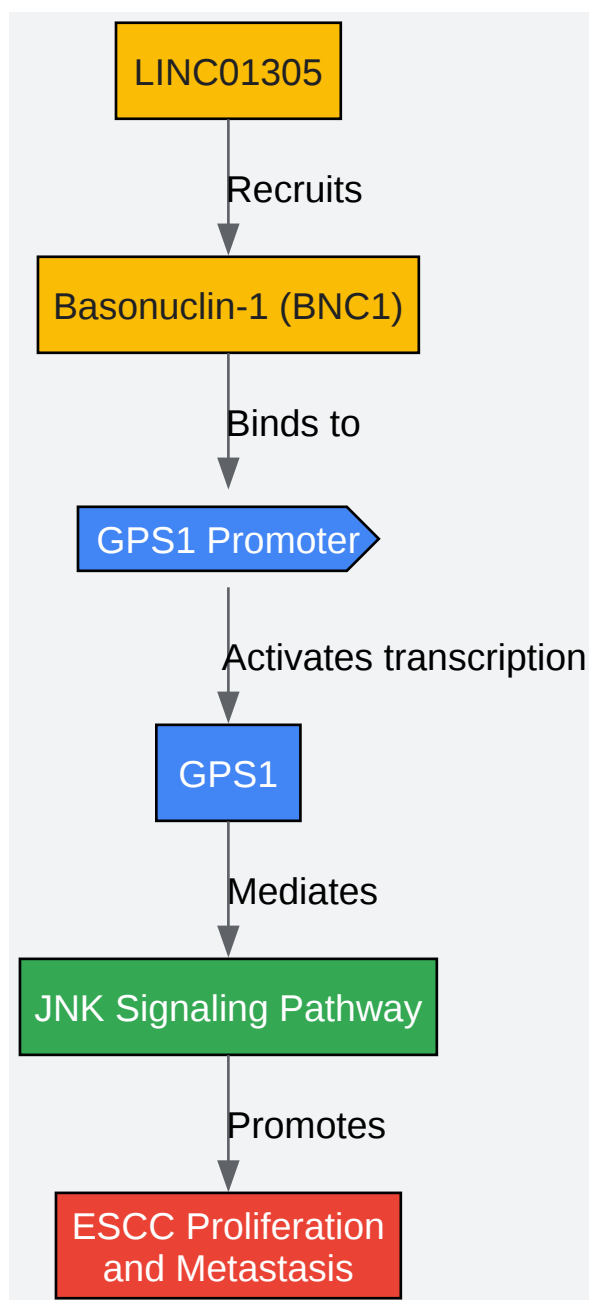 LINC01305
Recruits
Basonuclin-1 (BNC1)
Binds to
GPS1 Promoter
Activates transcription
GPS1
Mediates
JNK Signaling Pathway
Promotes
ESCC Proliferation
and Metastasis